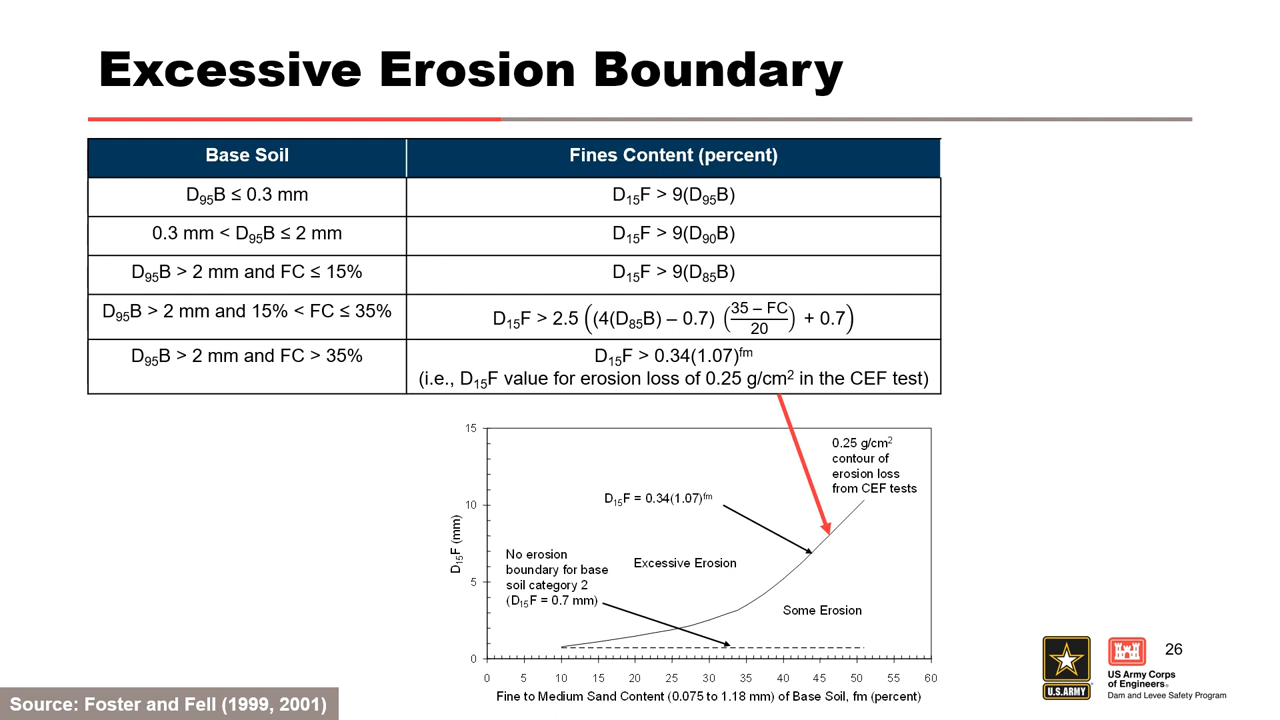 Excessive Erosion Boundary
Base Soil
Fines Content (percent)
D₉₅B ≤ 0.3 mm
D₁₅F > 9(D₉₅B)
0.3 mm < D₉₅B ≤ 2 mm
D₁₅F > 9(D₉₀B)
D₉₅B > 2 mm and FC ≤ 15%
D₁₅F > 9(D₈₅B)
D₉₅B > 2 mm and 15% < FC ≤ 35%
D₁₅F > 2.5 ((4(D₈₅B) – 0.7) (35 – FC / 20) + 0.7)
D₉₅B > 2 mm and FC > 35%
D₁₅F > 0.34(1.07)^fm
(i.e., D₁₅F value for erosion loss of 0.25 g/cm² in the CEF test)
15
10
5
0
D₁₅F (mm)
0.25 g/cm²
contour of
erosion loss
from CEF tests
D₁₅F = 0.34(1.07)^fm
No erosion
boundary for base
soil category 2
(D₁₅F = 0.7 mm)
Excessive Erosion
Some Erosion
0 5 10 15 20 25 30 35 40 45 50 55 60
Fine to Medium Sand Content (0.075 to 1.18 mm) of Base Soil, fm (percent)
26
U.S.ARMY
US Army Corps
of Engineers®
Dam and Levee Safety Program
Source: Foster and Fell (1999, 2001)